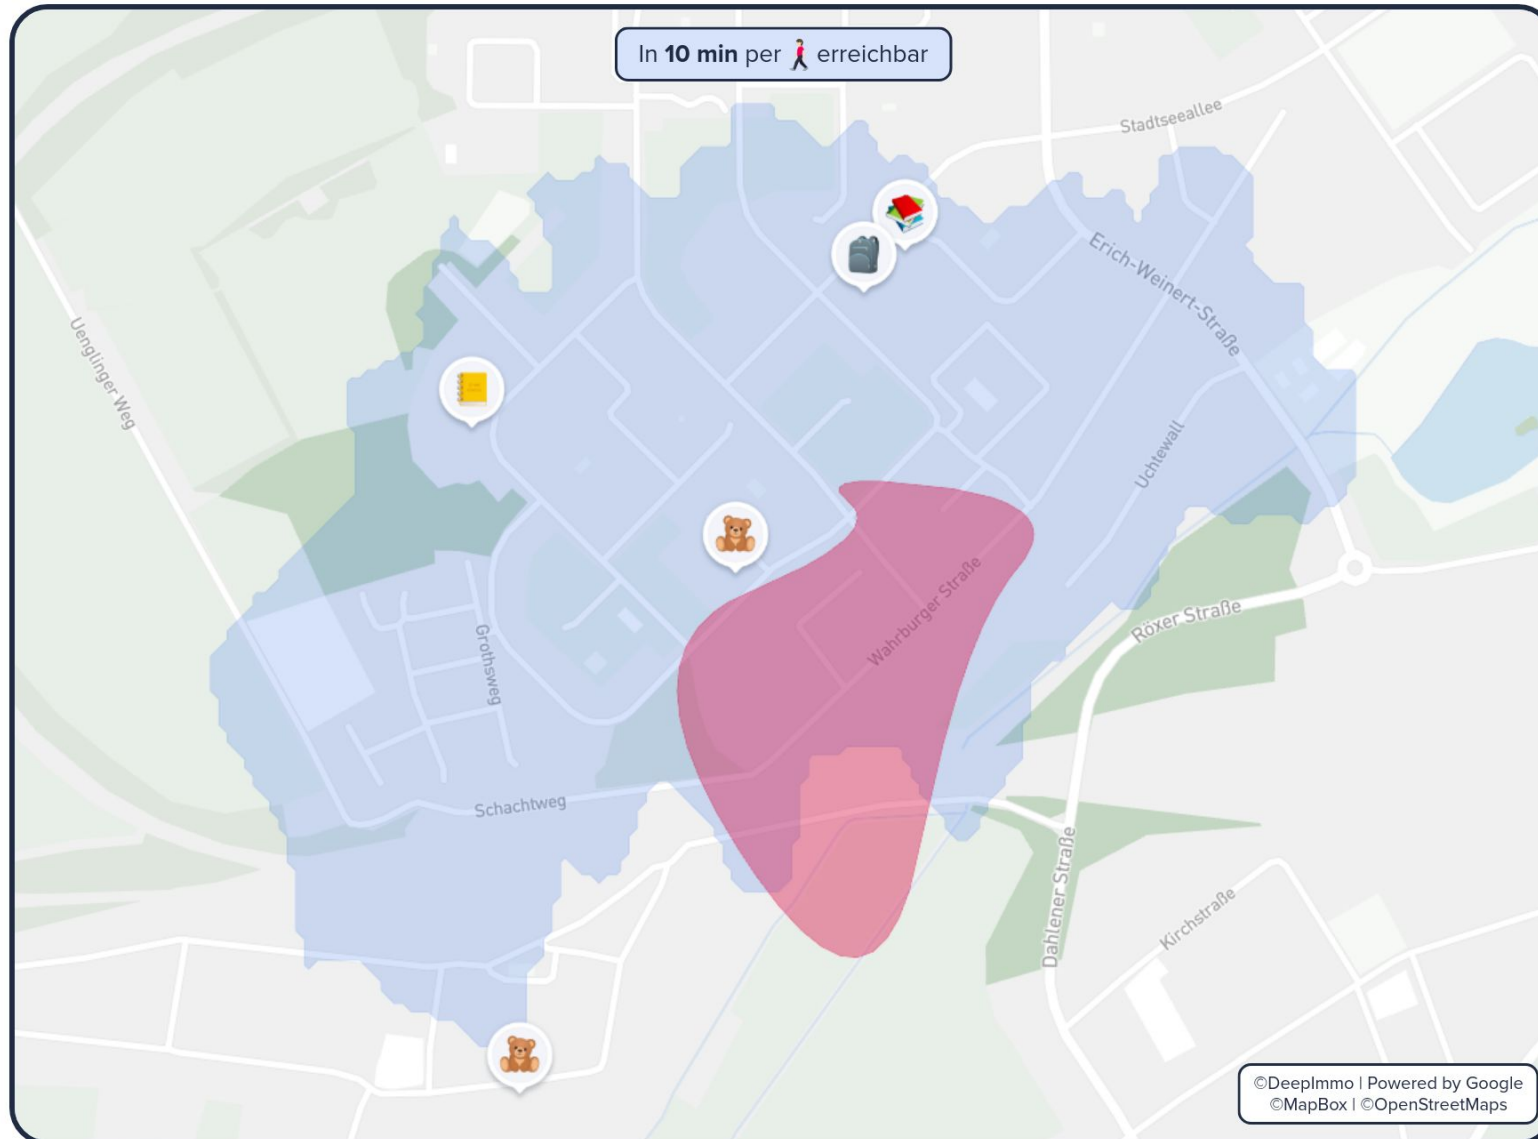 In 10 min per erreichbar
Stadtseeallee
Erich-Weinert-Straße
Uenglinger Weg
Uchtewall
Wahrburger Straße
Röxer Straße
Grothsweg
Schachtweg
Dahlener Straße
Kirchstraße
©DeepImmo | Powered by Google
©MapBox | ©OpenStreetMaps